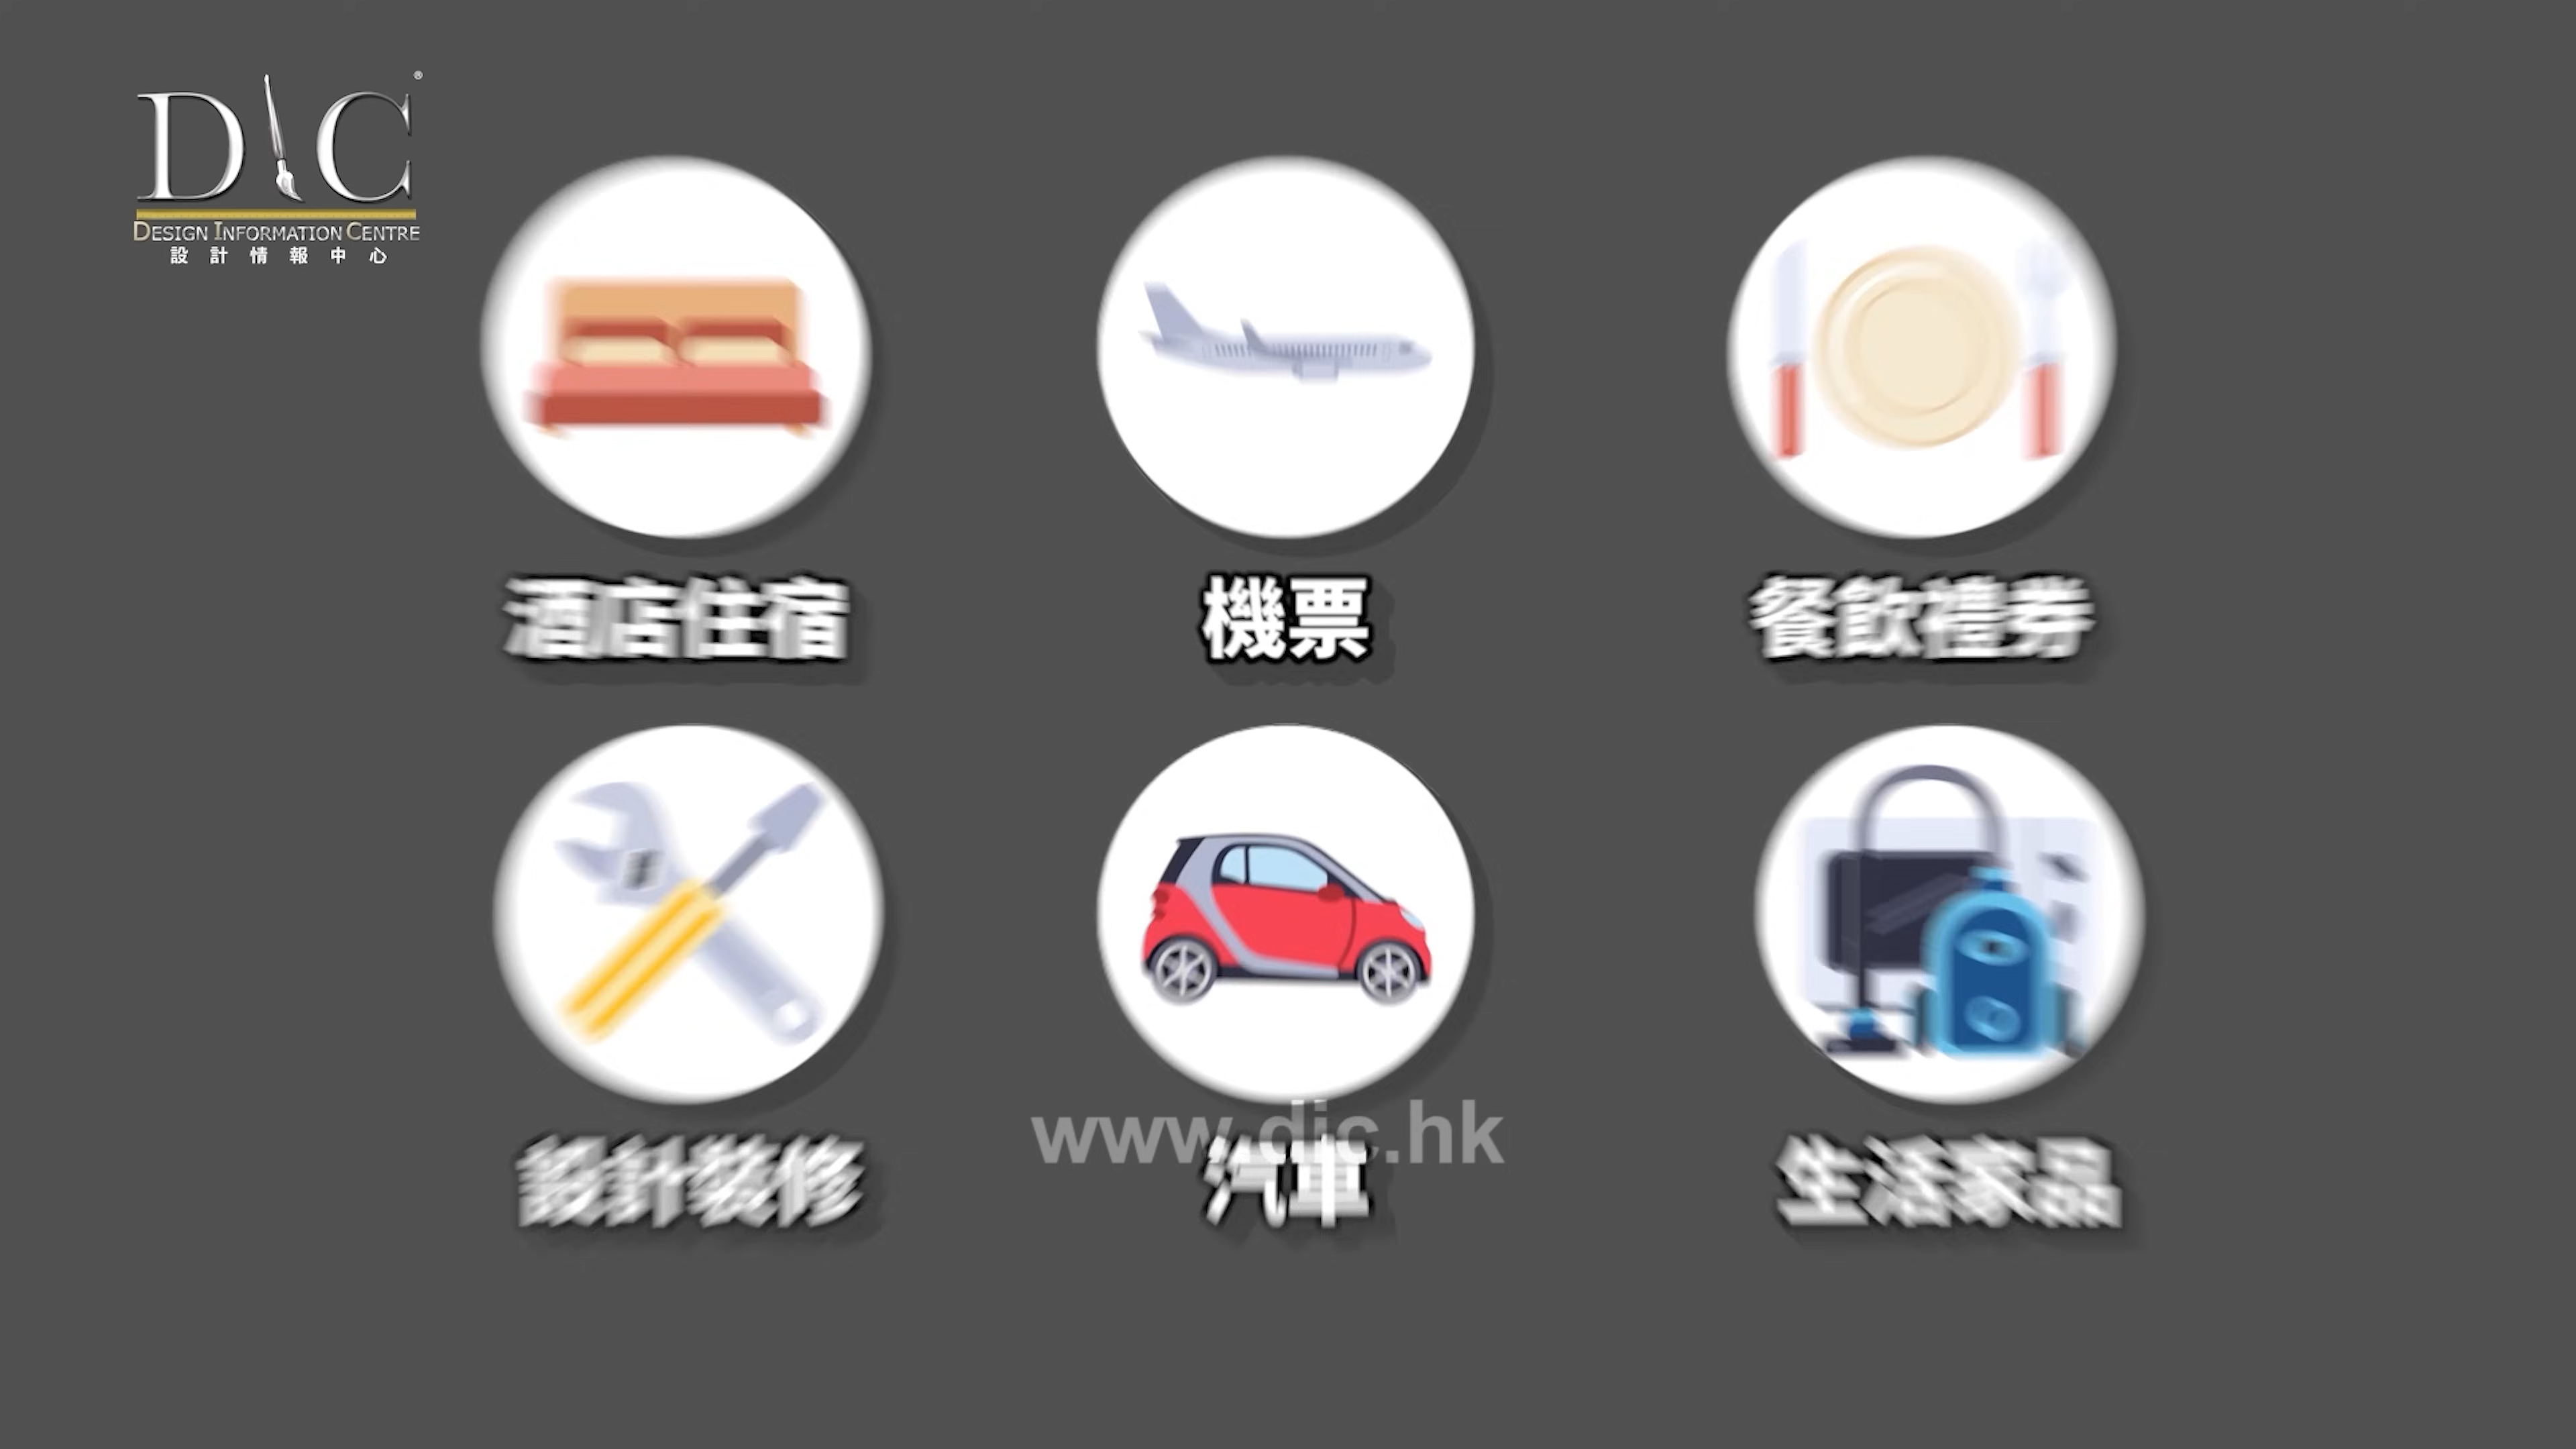 DIC®
DESIGN INFORMATION CENTRE
設計情報中心
酒店住宿
機票
餐飲禮券
設計裝修
汽車
生活家品
www.dic.hk